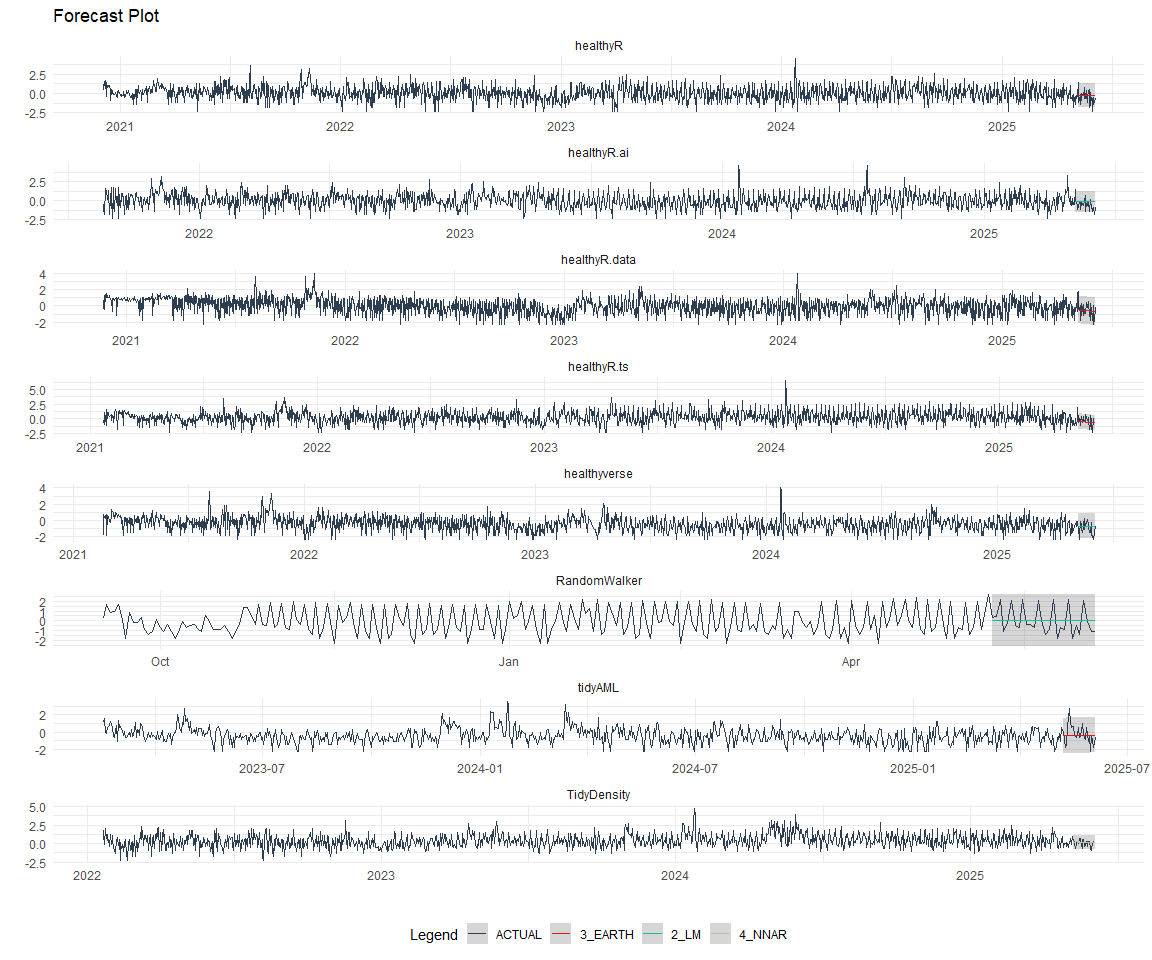 Forecast Plot
healthyR
2.5
0.0
-2.5
2021 2022 2023 2024 2025
healthyR.ai
2.5
0.0
-2.5
2022 2023 2024 2025
healthyR.data
4
2
0
-2
2021 2022 2023 2024 2025
healthyR.ts
5.0
2.5
0.0
-2.5
2021 2022 2023 2024 2025
healthyverse
4
2
0
-2
2021 2022 2023 2024 2025
RandomWalker
2
1
0
-1
-2
Oct Jan Apr
tidyAML
2
0
-2
2023-07 2024-01 2024-07 2025-01 2025-07
TidyDensity
5.0
2.5
0.0
-2.5
2022 2023 2024 2025
Legend ACTUAL 3_EARTH 2_LM 4_NNAR